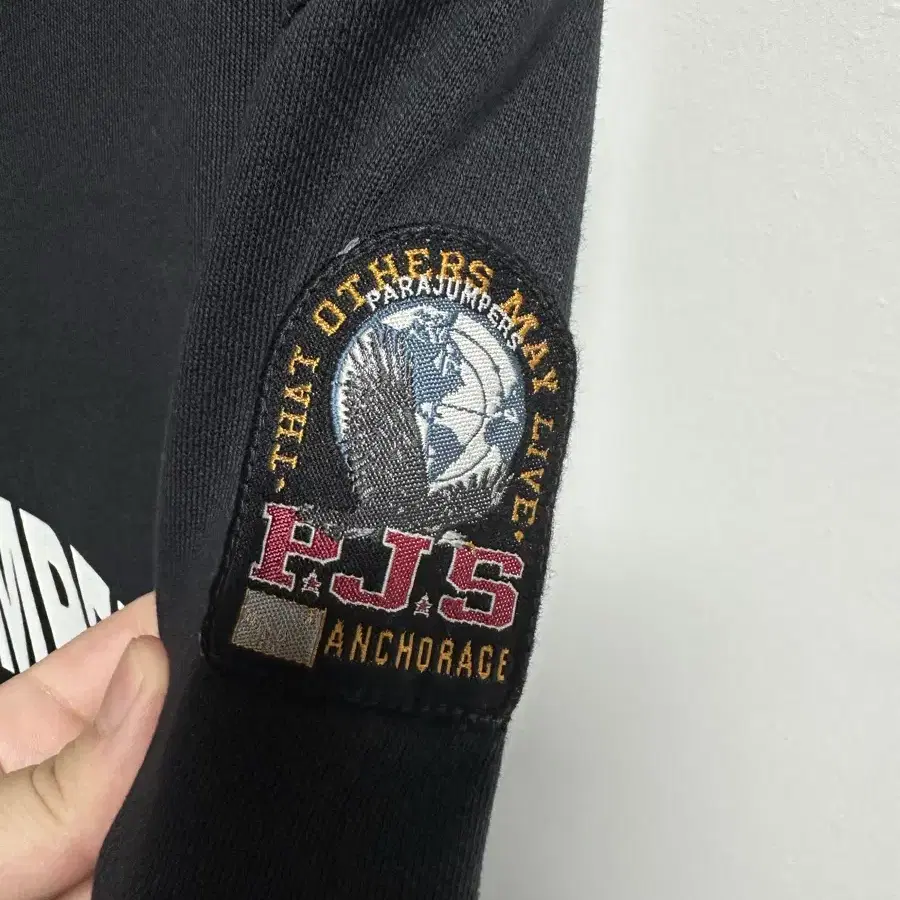 ·THAT OTHERS MAY LIVE·
PARAJUMPERS
P.J.S
ANCHORAGE